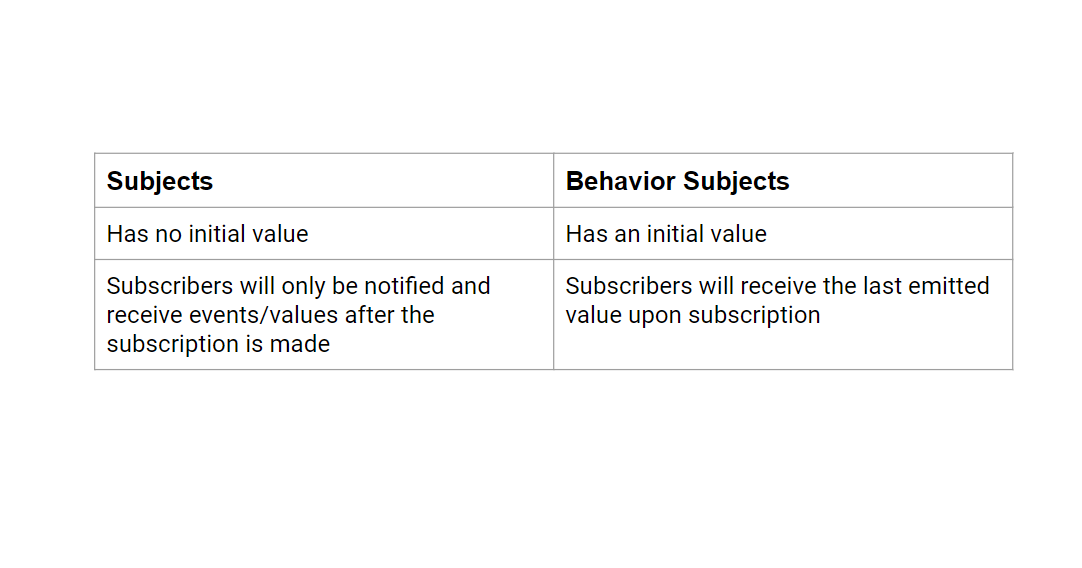 Subjects
Behavior Subjects
Has no initial value
Has an initial value
Subscribers will only be notified and
receive events/values after the
subscription is made
Subscribers will receive the last emitted
value upon subscription